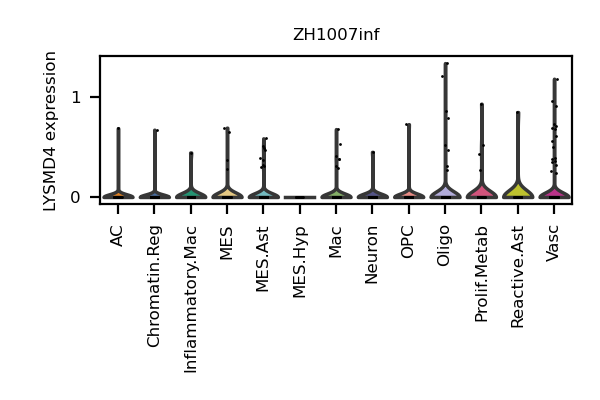 ZH1007inf
LYSMD4 expression
1
0
AC
Chromatin.Reg
Inflammatory.Mac
MES
MES.Ast
MES.Hyp
Mac
Neuron
OPC
Oligo
Prolif.Metab
Reactive.Ast
Vasc